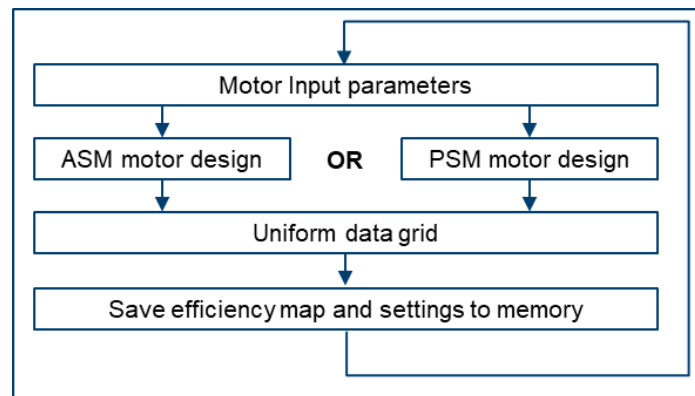 Motor Input parameters
ASM motor design OR PSM motor design
Uniform data grid
Save efficiency map and settings to memory